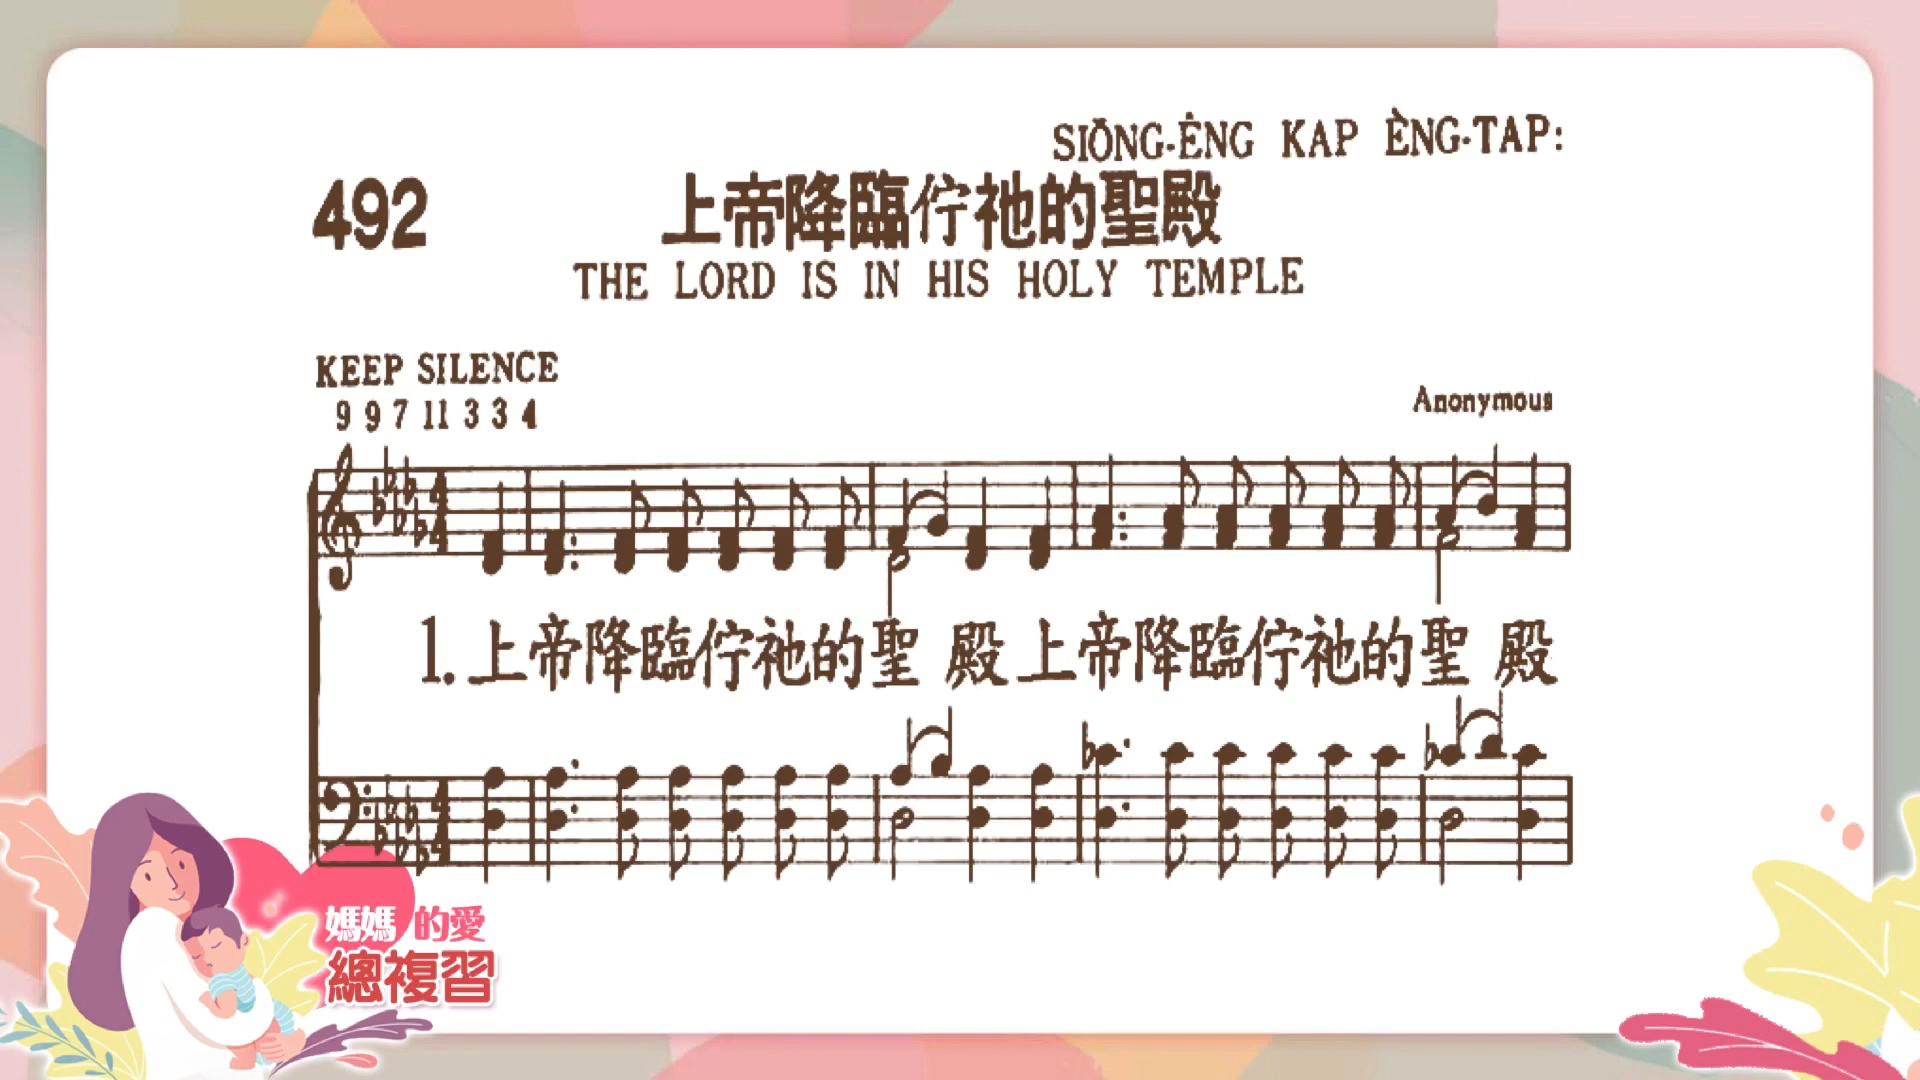 SIŌNG-ĒNG KAP ÈNG-TAP:
492 上帝降臨佇祂的聖殿
THE LORD IS IN HIS HOLY TEMPLE
KEEP SILENCE
9 9 7 11 3 3 4
Anonymous
1. 上帝降臨佇祂的聖 殿 上帝降臨佇祂的聖 殿
媽媽 的愛
總複習